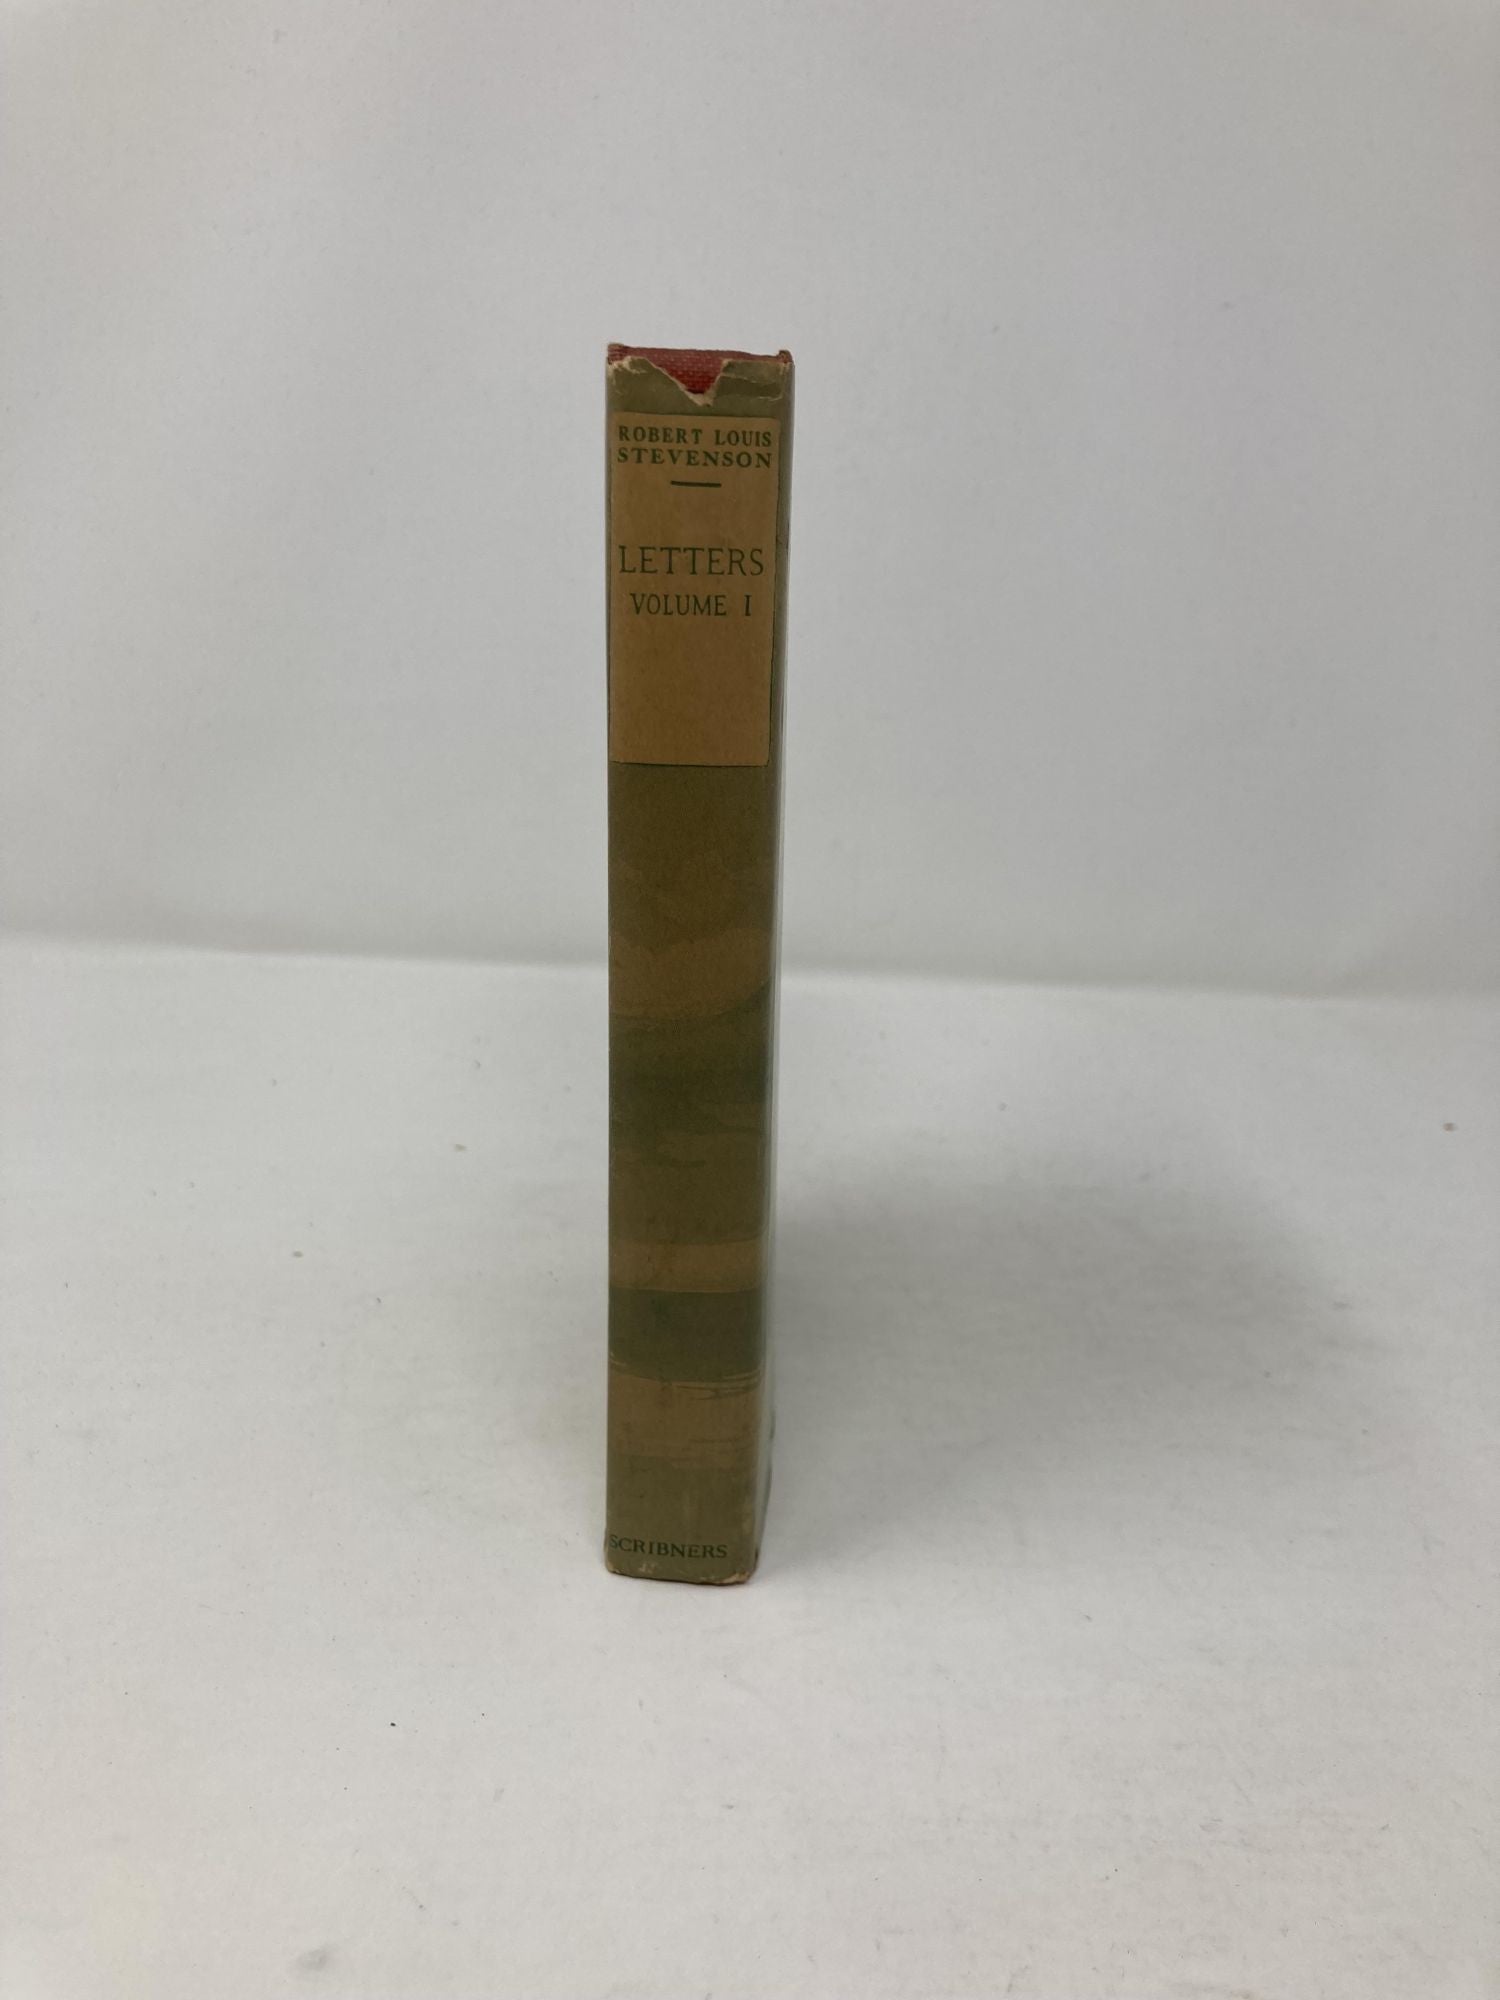 ROBERT LOUIS
STEVENSON
LETTERS
VOLUME I
SCRIBNERS